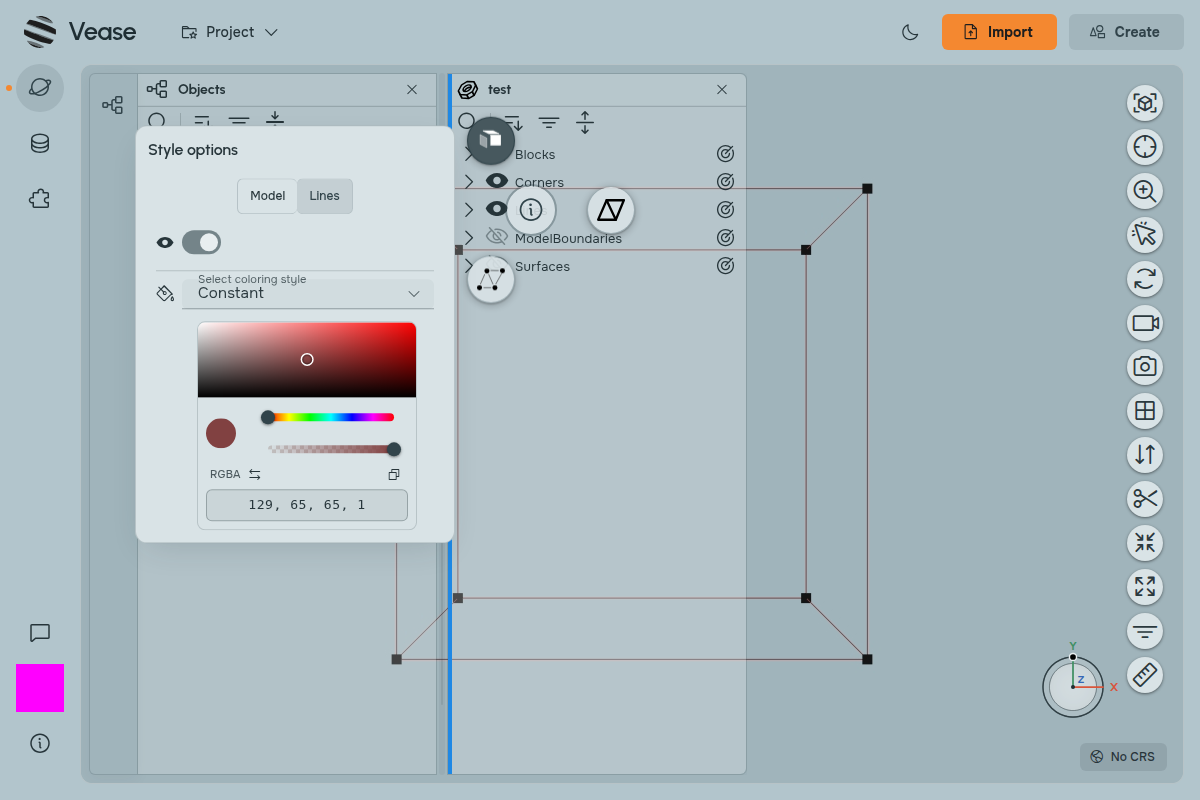 Vease
Project
Import
Create
Objects
test
Style options
Model
Lines
Select coloring style
Constant
RGBA
129, 65, 65, 1
Blocks
Corners
ModelBoundaries
Surfaces
Y
Z
X
No CRS